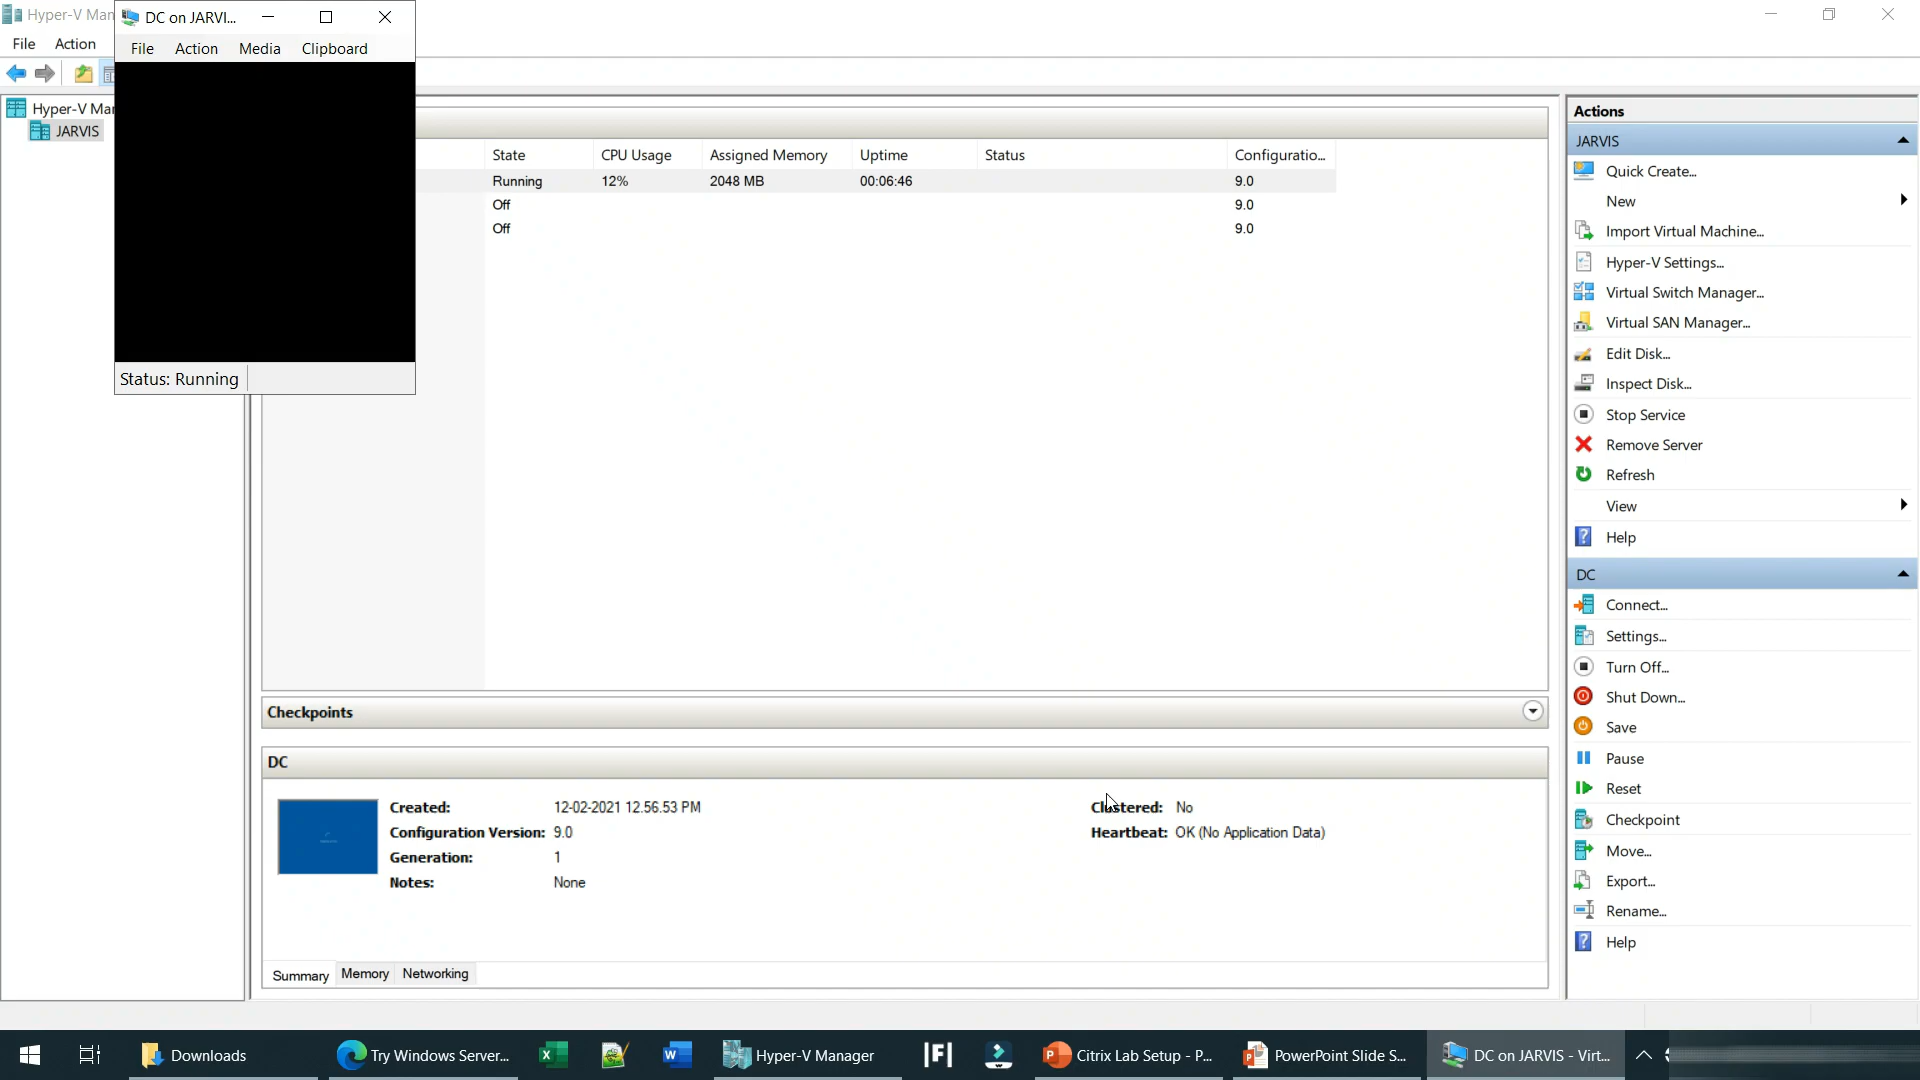 Hyper-V Man
File Action
Hyper-V Man
JARVIS
DC on JARVI...
File Action Media Clipboard
Status: Running
State CPU Usage Assigned Memory Uptime Status Configuratio...
Running 12% 2048 MB 00:06:46 9.0
Off 9.0
Off 9.0
Checkpoints
DC
Created: 12-02-2021 12.56.53 PM
Configuration Version: 9.0
Generation: 1
Notes: None
Clustered: No
Heartbeat: OK (No Application Data)
Summary Memory Networking
Actions
JARVIS
Quick Create...
New
Import Virtual Machine...
Hyper-V Settings...
Virtual Switch Manager...
Virtual SAN Manager...
Edit Disk...
Inspect Disk...
Stop Service
Remove Server
Refresh
View
Help
DC
Connect...
Settings...
Turn Off...
Shut Down...
Save
Pause
Reset
Checkpoint
Move...
Export...
Rename...
Help
Downloads Try Windows Server... Hyper-V Manager Citrix Lab Setup - P... PowerPoint Slide S... DC on JARVIS - Virt...